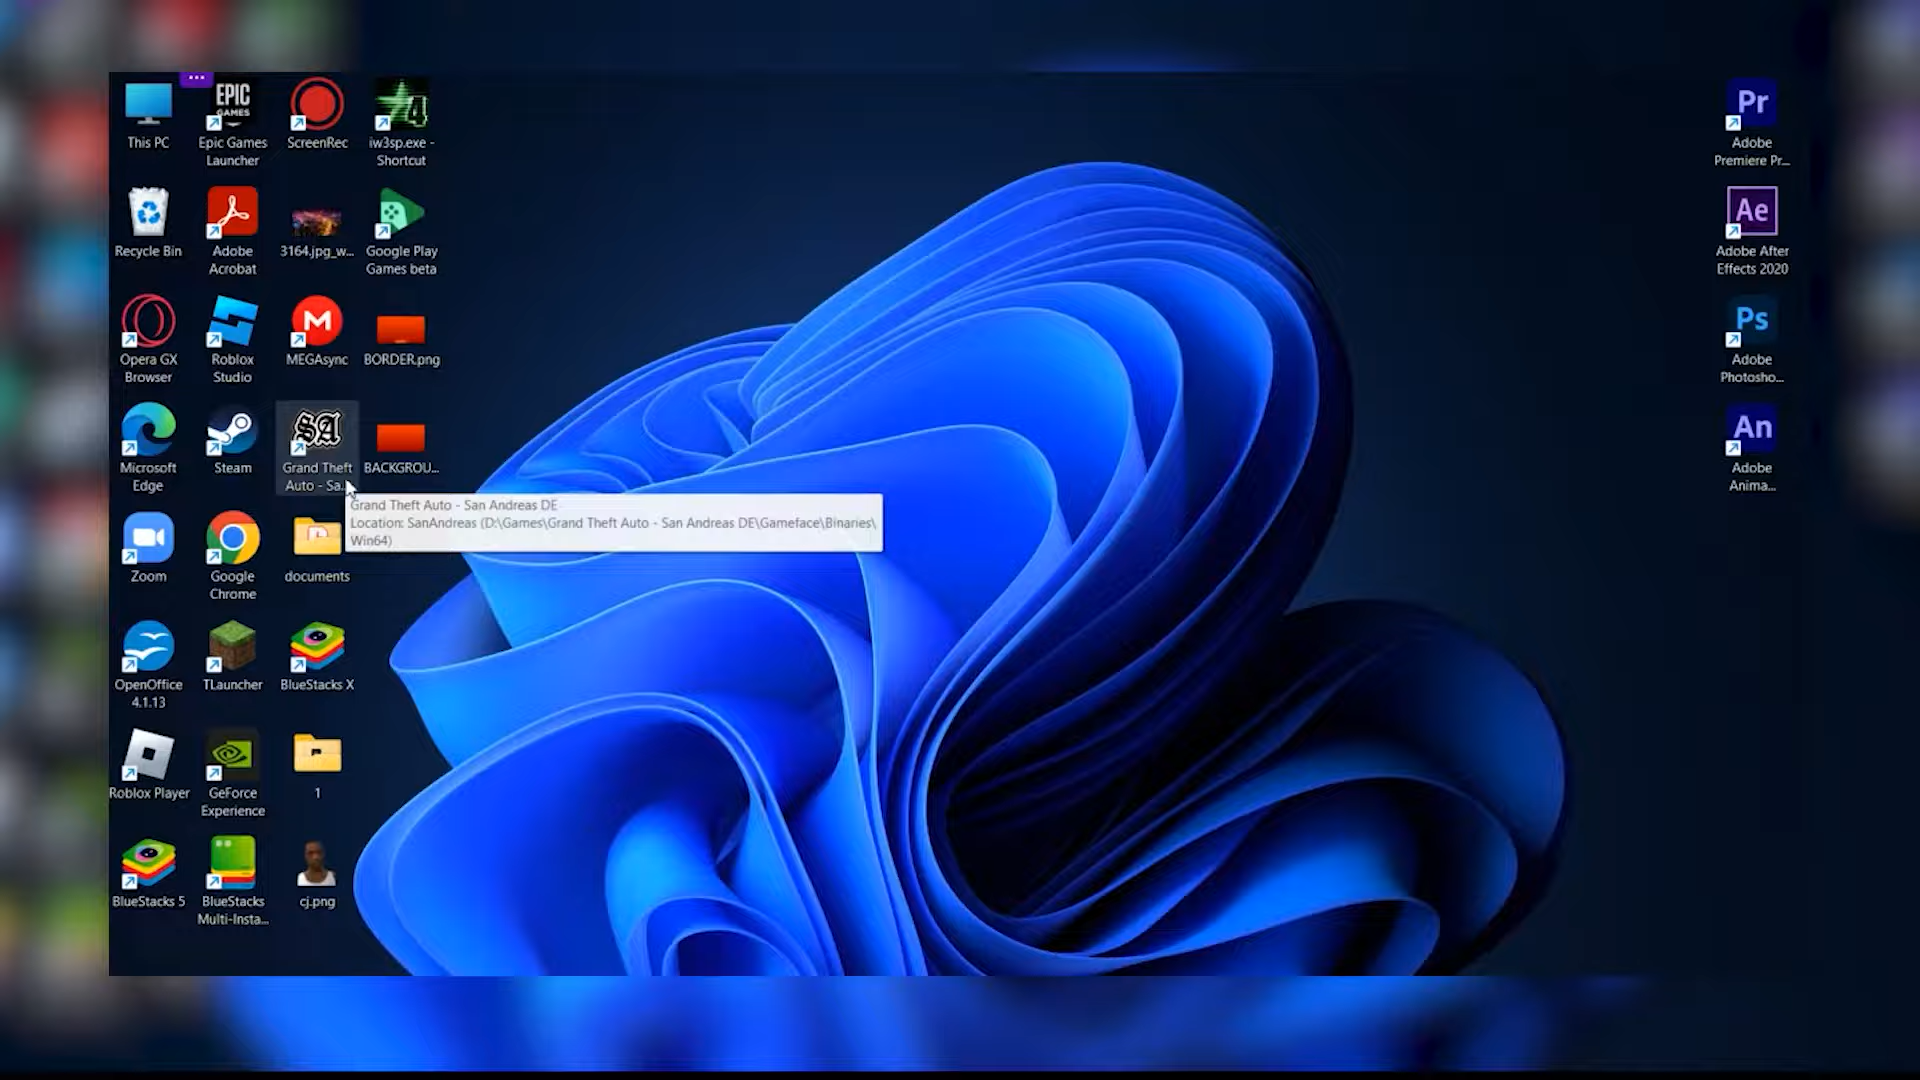 This PC
EPIC
GAMES
Epic Games
Launcher
ScreenRec
4
iw3sp.exe -
Shortcut
Recycle Bin
Adobe
Acrobat
3164.jpg_w...
Google Play
Games beta
Opera GX
Browser
Roblox
Studio
M
MEGAsync
BORDER.png
Microsoft
Edge
Steam
SA
Grand Theft
Auto - Sa...
BACKGROU...
Grand Theft Auto - San Andreas DE
Location: SanAndreas (D:\Games\Grand Theft Auto - San Andreas DE\Gameface\Binaries\
Win64)
Zoom
Google
Chrome
documents
OpenOffice
4.1.13
TLauncher
BlueStacks X
Roblox Player
GeForce
Experience
1
BlueStacks 5
BlueStacks
Multi-Insta...
cj.png
Pr
Adobe
Premiere Pr...
Ae
Adobe After
Effects 2020
Ps
Adobe
Photosho...
An
Adobe
Anima...